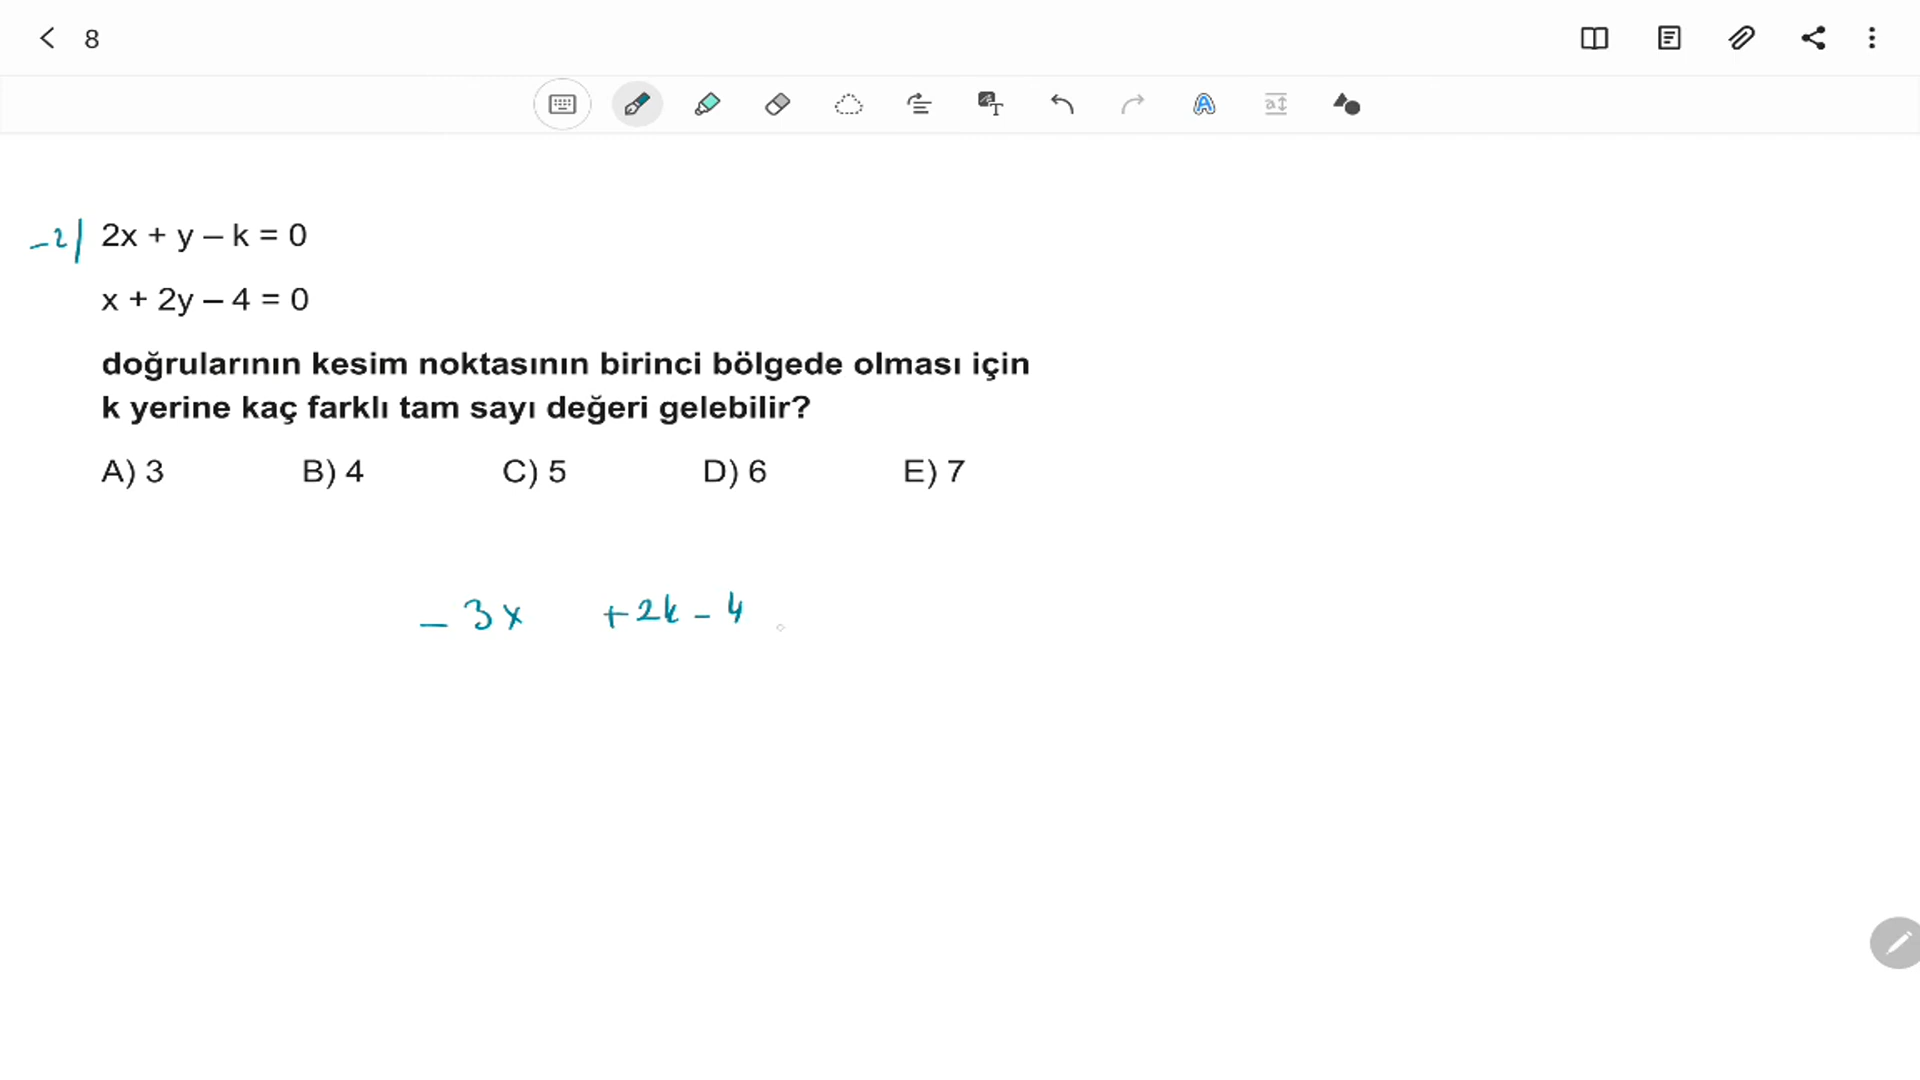 8
-2| 2x + y – k = 0
x + 2y – 4 = 0
doğrularının kesim noktasının birinci bölgede olması için
k yerine kaç farklı tam sayı değeri gelebilir?
A) 3 B) 4 C) 5 D) 6 E) 7
- 3x +2k - 4